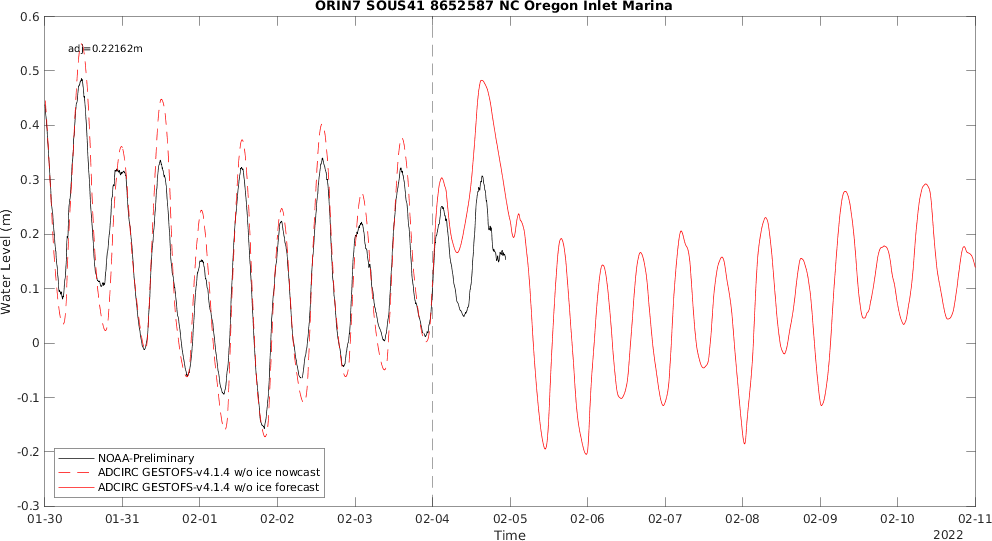 ORIN7 SOUS41 8652587 NC Oregon Inlet Marina
adj=0.22162m
0.6
0.5
0.4
0.3
0.2
0.1
0
-0.1
-0.2
-0.3
Water Level (m)
NOAA-Preliminary
ADCIRC GESTOFS-v4.1.4 w/o ice nowcast
ADCIRC GESTOFS-v4.1.4 w/o ice forecast
01-30 01-31 02-01 02-02 02-03 02-04 02-05 02-06 02-07 02-08 02-09 02-10 02-11
Time
2022